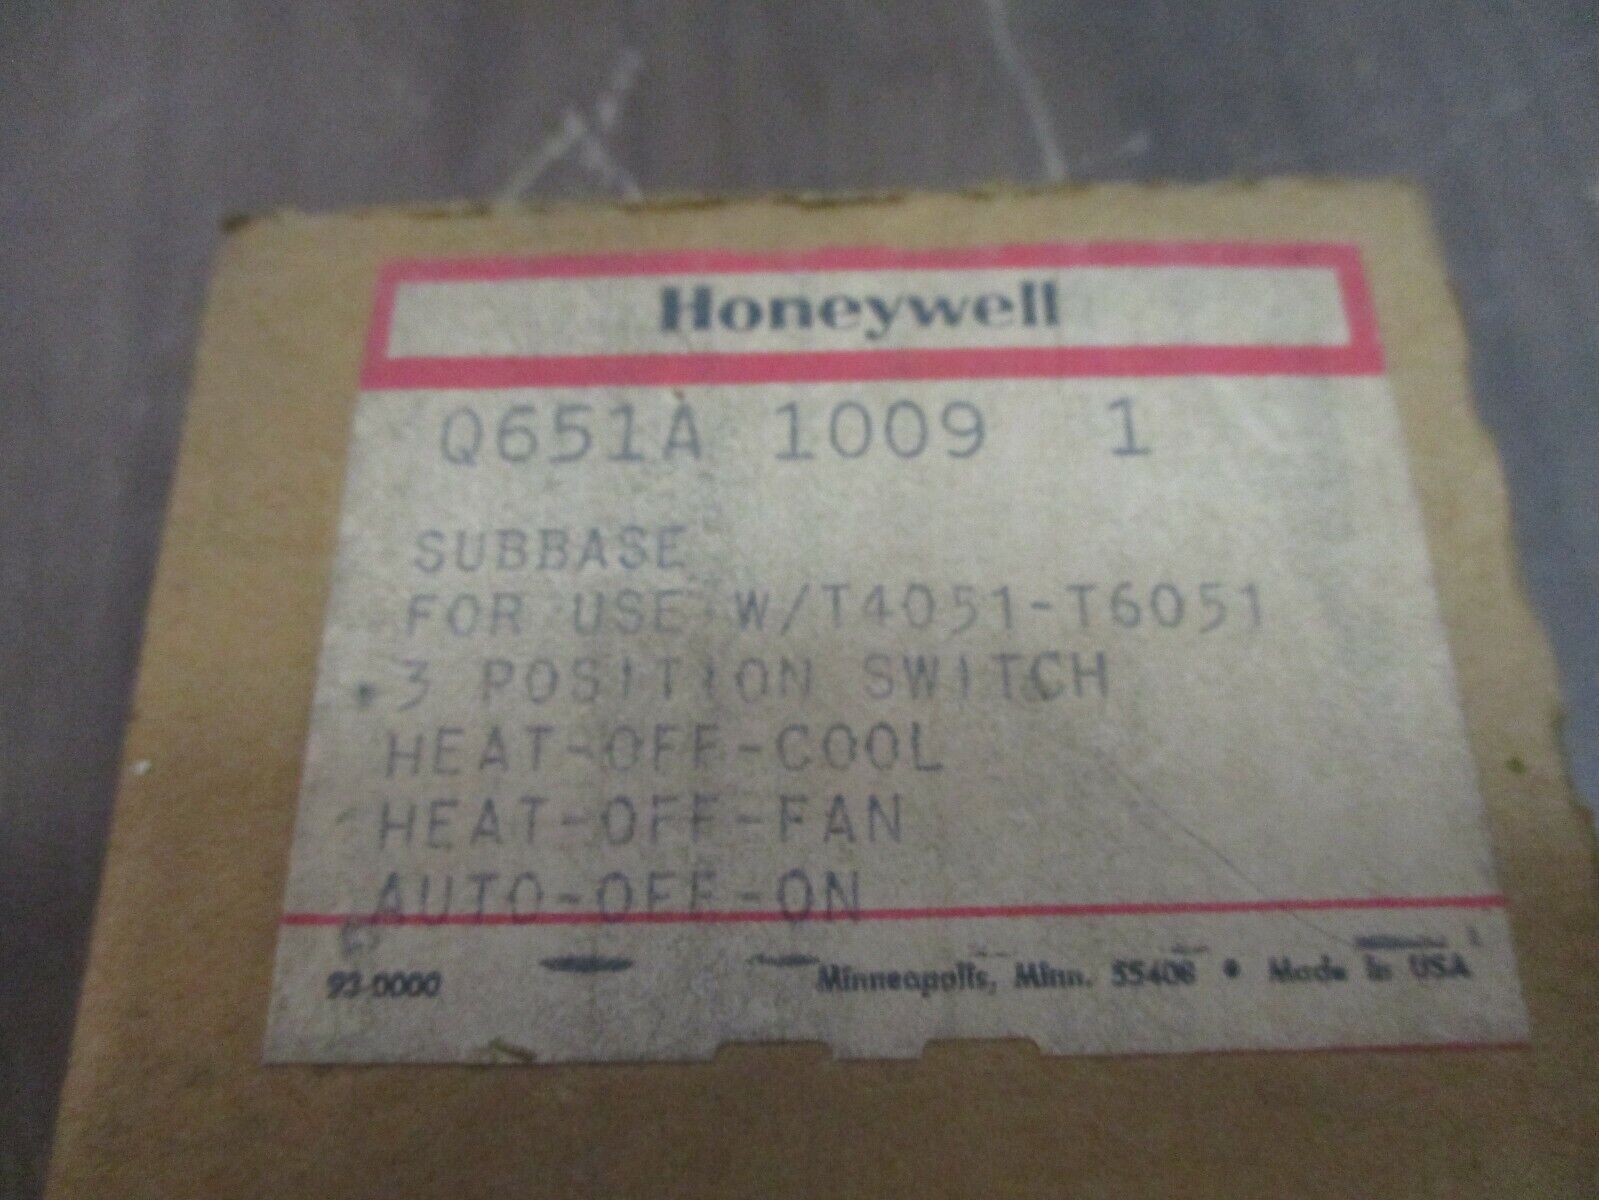 Honeywell
Q651A 1009 1
SUBBASE
FOR USE W/T4051-T6051
3 POSITION SWITCH
HEAT-OFF-COOL
HEAT-OFF-FAN
AUTO-OFF-ON
93-0000 Minneapolis, Minn. 55408 • Made in USA